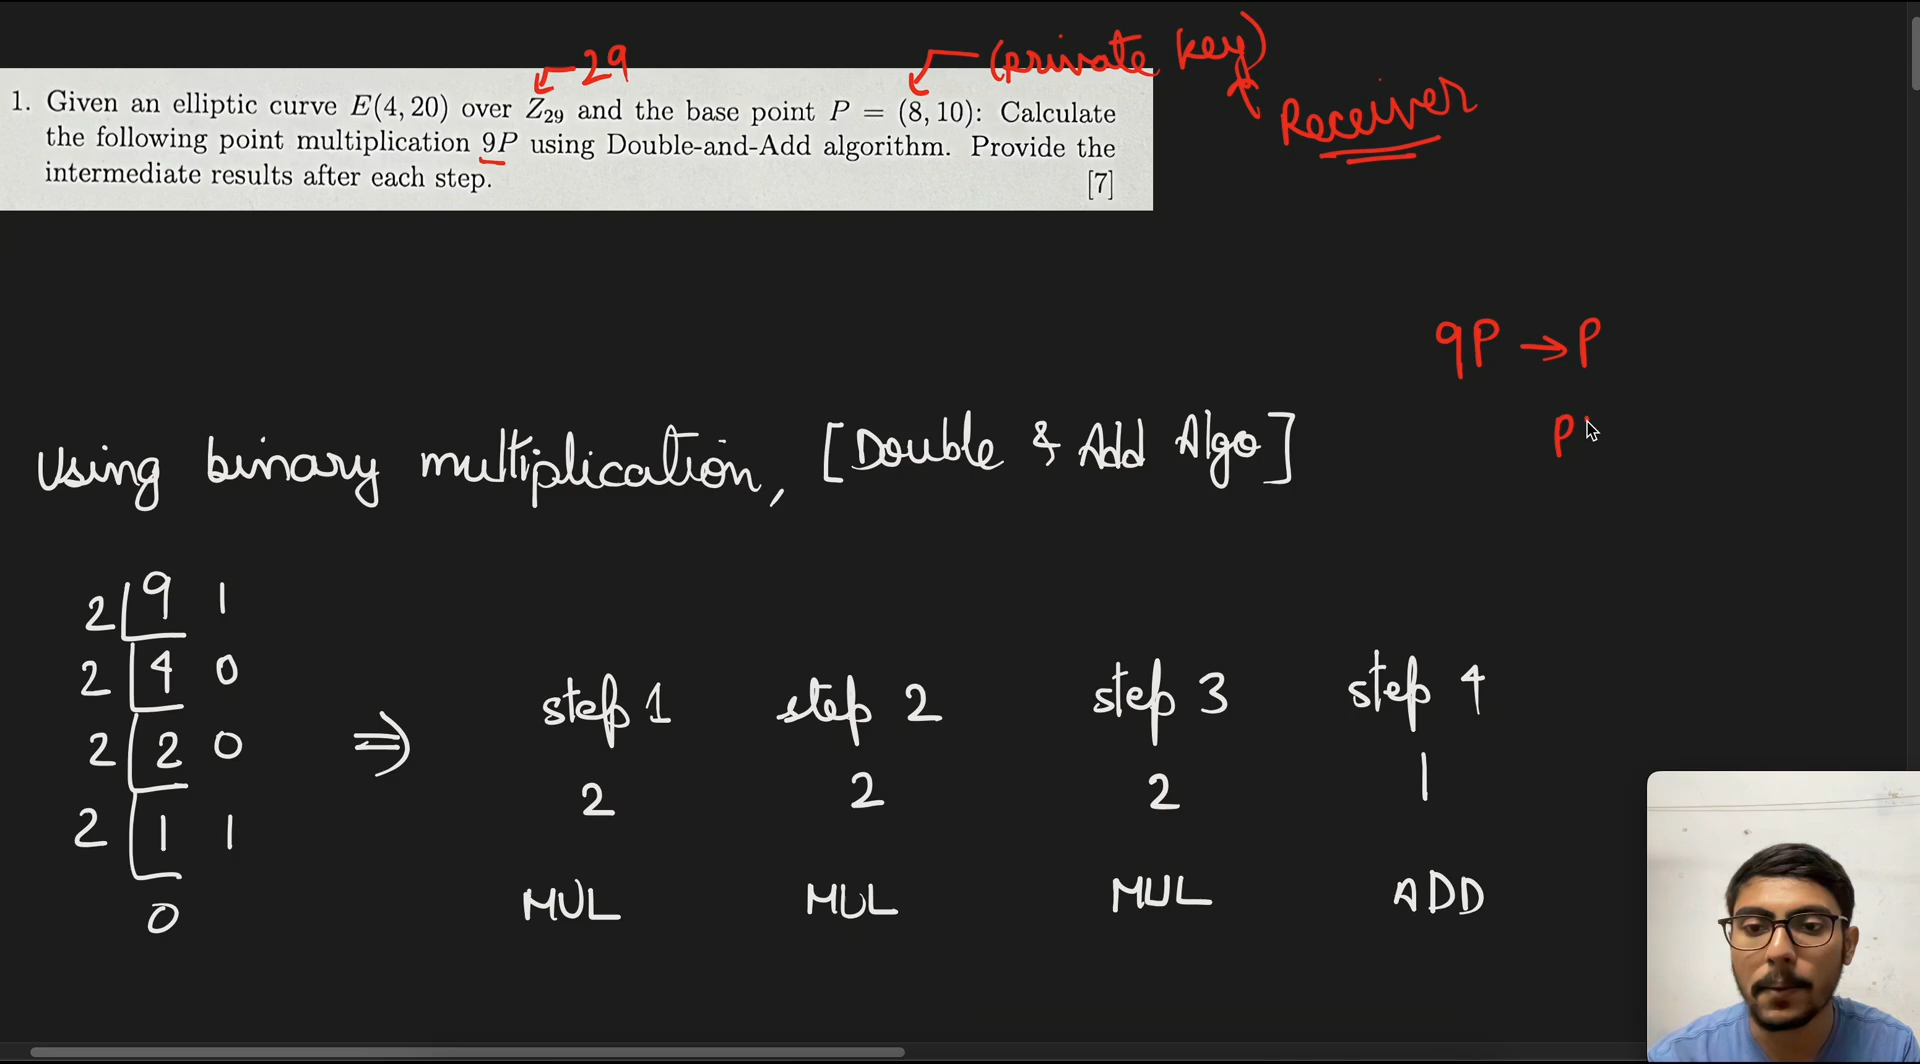 29
(private key)
Receiver
1. Given an elliptic curve E(4, 20) over Z29 and the base point P = (8, 10): Calculate
the following point multiplication 9P using Double-and-Add algorithm. Provide the
intermediate results after each step. [7]
9P → P
P
Using binary multiplication, [Double & Add Algo]
2 9 1
2 4 0
2 2 0
2 1 1
0
⇒
step 1 step 2 step 3 step 4
2 2 2 1
MUL MUL MUL ADD